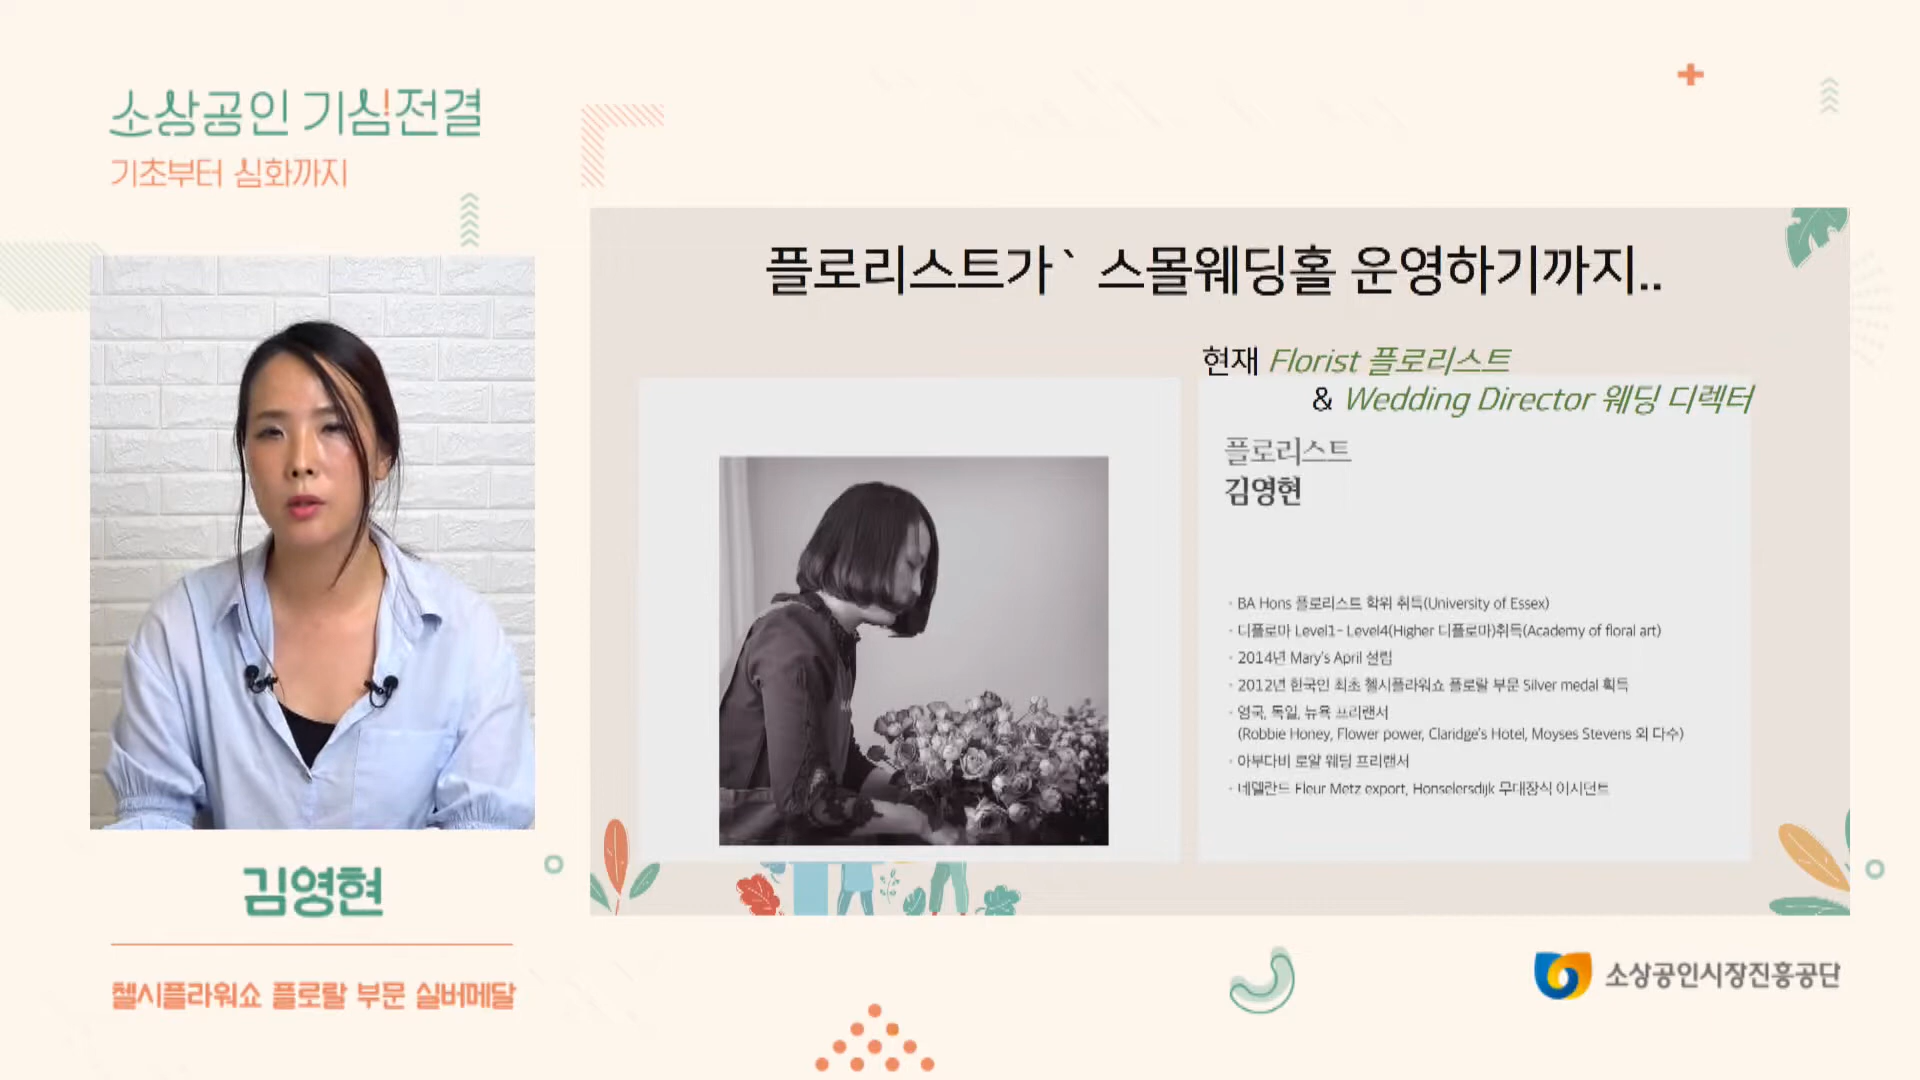 소상공인 기심전결
기초부터 심화까지
플로리스트가` 스몰웨딩홀 운영하기까지..
현재 Florist 플로리스트
& Wedding Director 웨딩 디렉터
플로리스트
김영현
· BA Hons 플로리스트 학위 취득(University of Essex)
· 디플로마 Level1- Level4(Higher 디플로마)취득(Academy of floral art)
· 2014년 Mary's April 설립
· 2012년 한국인 최초 첼시플라워쇼 플로랄 부문 Silver medal 획득
· 영국, 독일, 뉴욕 프리랜서
(Robbie Honey, Flower power, Claridge's Hotel, Moyses Stevens 외 다수)
· 아부다비 로얄 웨딩 프리랜서
· 네델란드 Fleur Metz export, Honselersdijk 무대장식 이시던트
김영현
첼시플라워쇼 플로랄 부문 실버메달
소상공인시장진흥공단